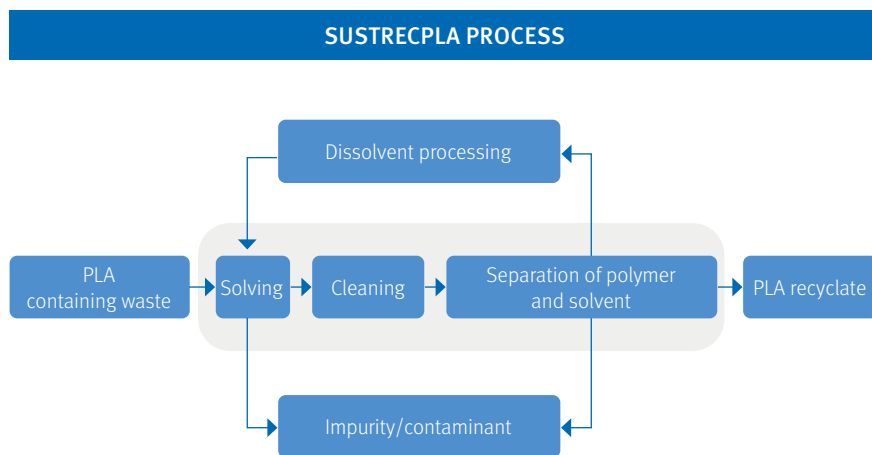 SUSTRECPLA PROCESS
Dissolvent processing
PLA
containing waste
Solving
Cleaning
Separation of polymer
and solvent
PLA recyclate
Impurity/contaminant